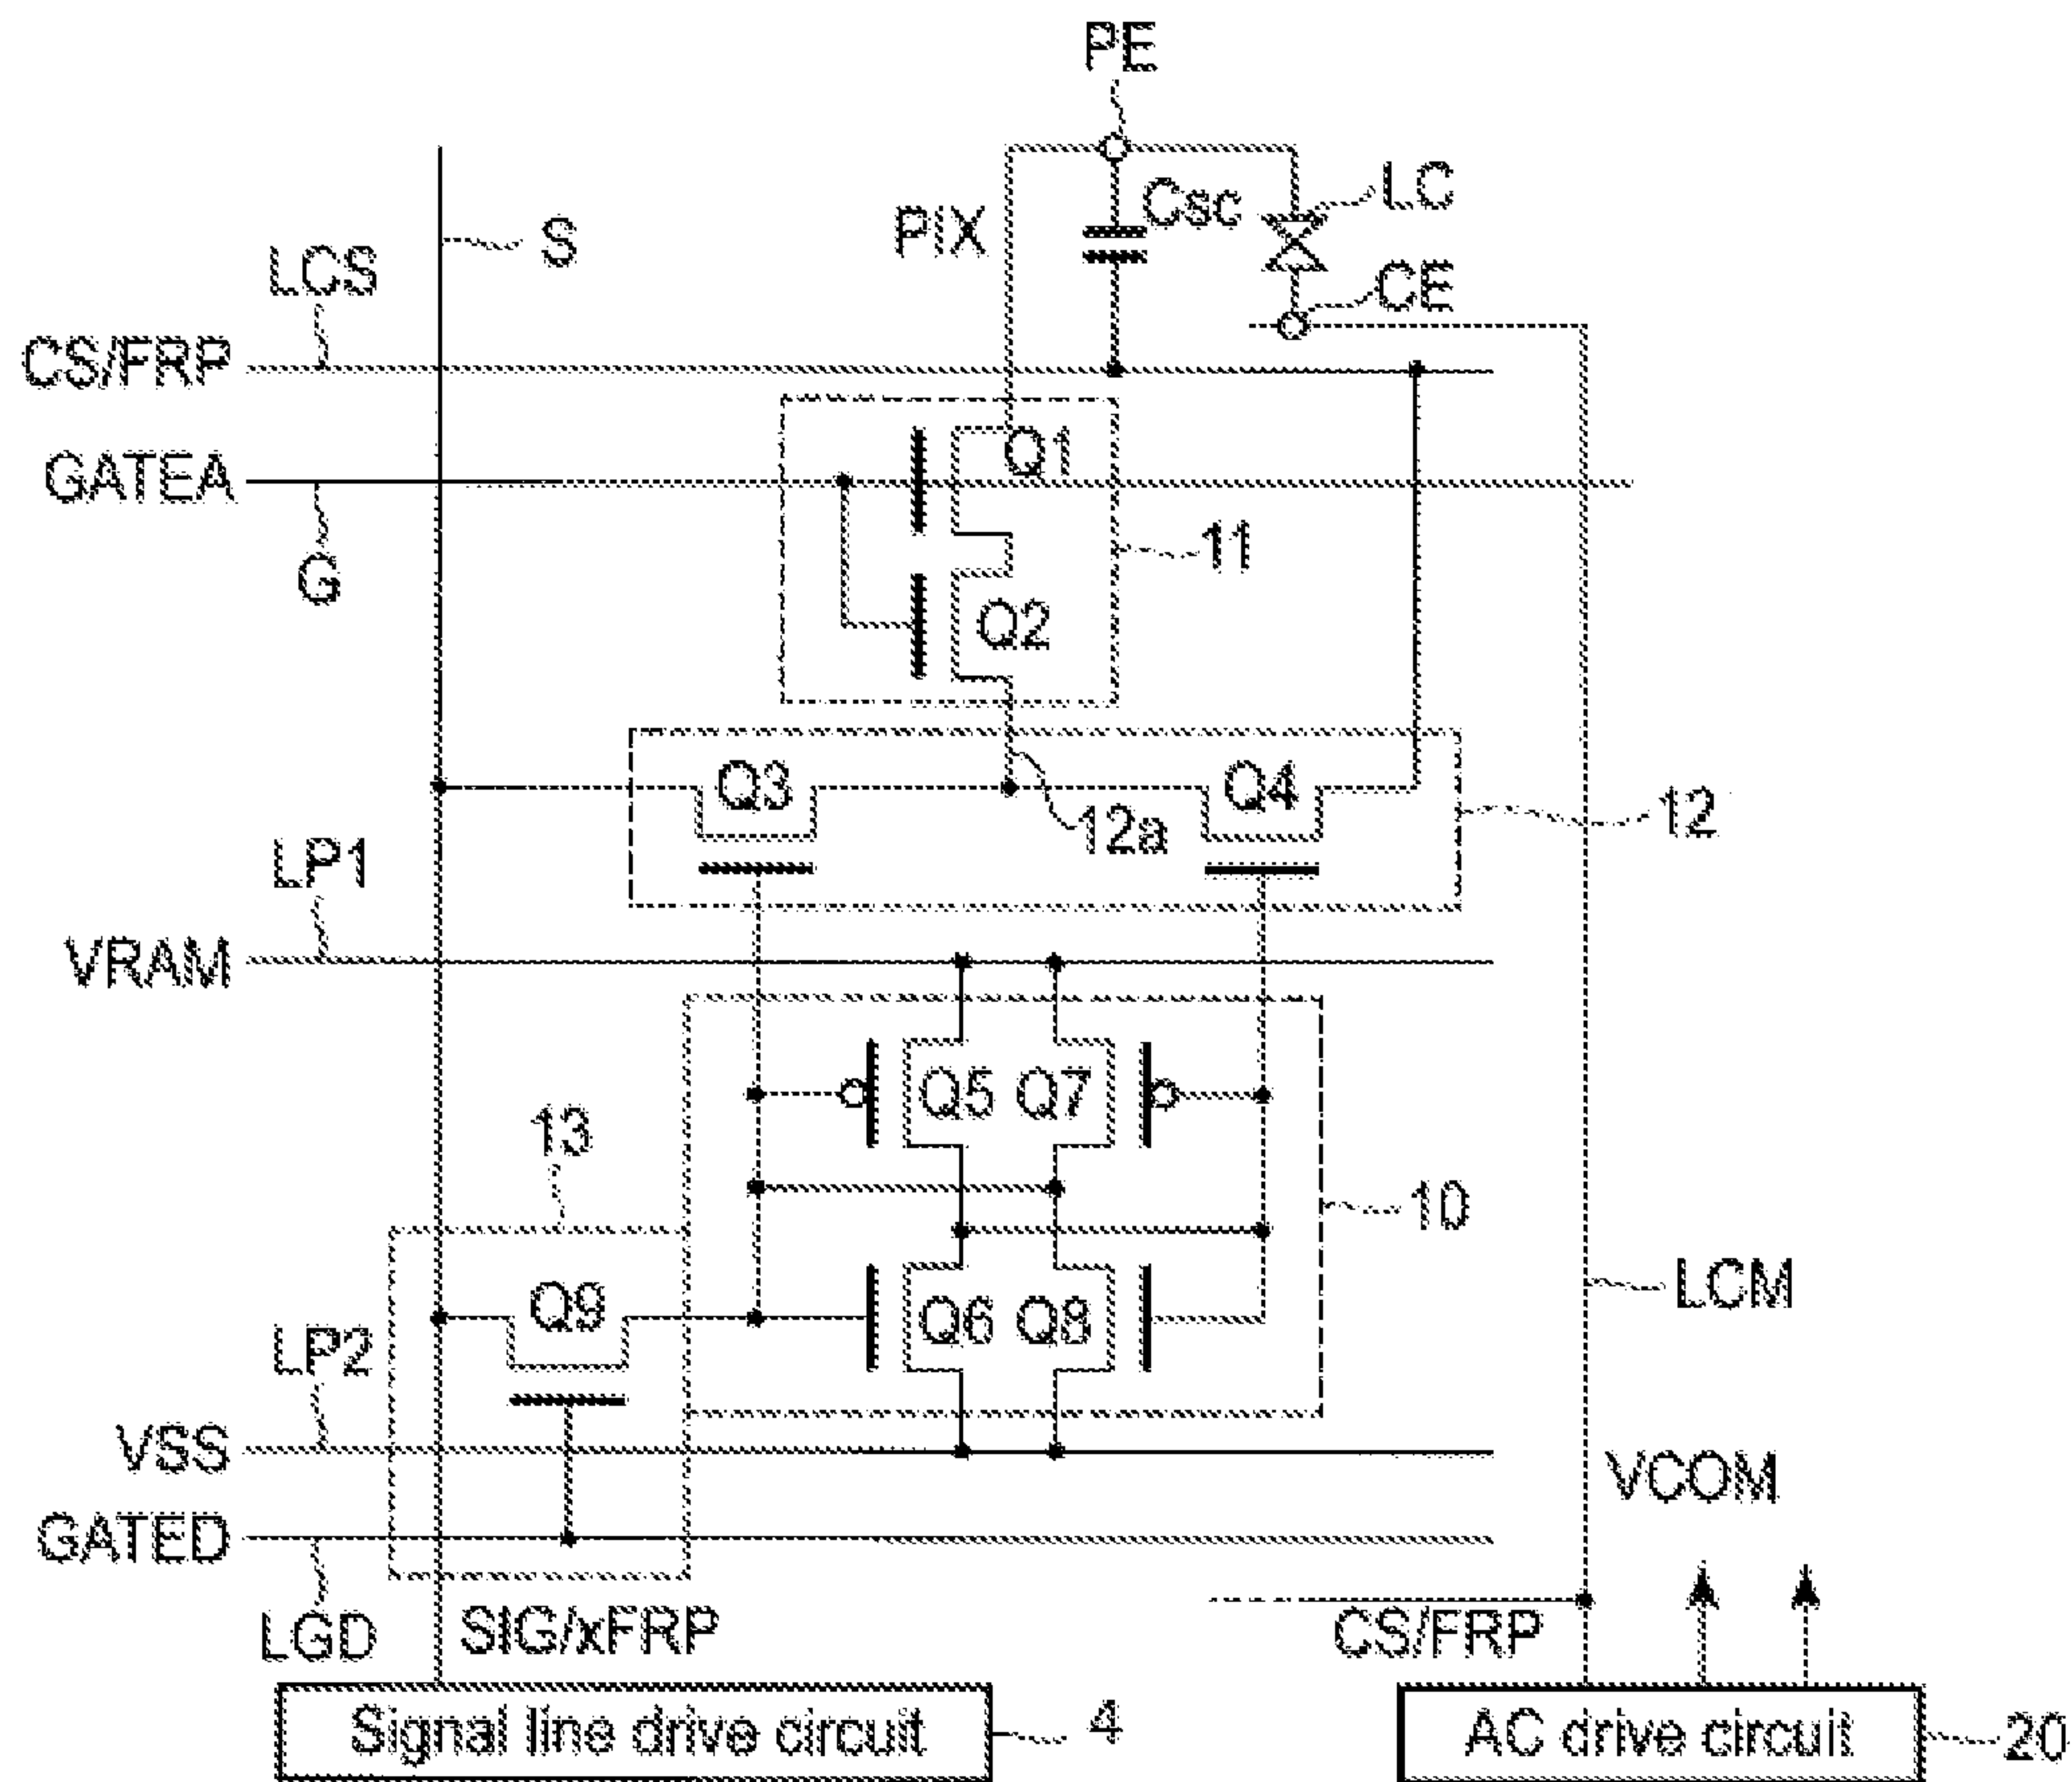 PE
LC
Csc
PIX
S
LCS
CE
CS/FRP
Q1
GATEA
11
G
Q2
Q3
Q4
12
12a
LP1
VRAM
Q5
Q7
13
10
Q9
Q6
Q8
LCM
LP2
VSS
VCOM
GATED
LGD
SIG/xFRP
CS/FRP
Signal line drive circuit
4
AC drive circuit
20